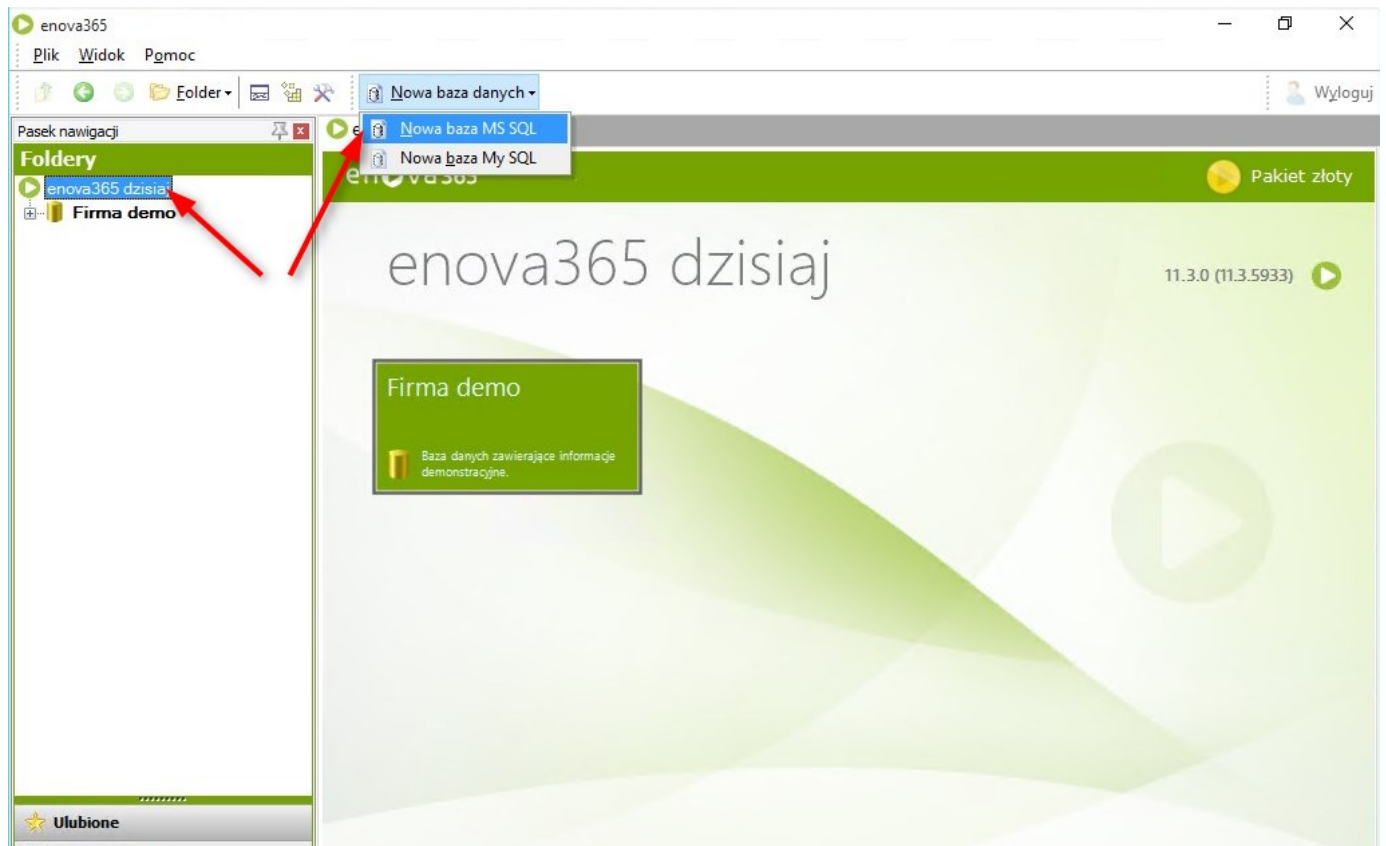 enova365
Plik Widok Pomoc
Folder Nowa baza danych Wyloguj
Pasek nawigacji
Nowa baza MS SQL
Nowa baza My SQL
Foldery
enova365 dzisiaj
Firma demo
Pakiet złoty
enova365 dzisiaj
11.3.0 (11.3.5933)
Firma demo
Baza danych zawierające informacje
demonstracyjne.
Ulubione